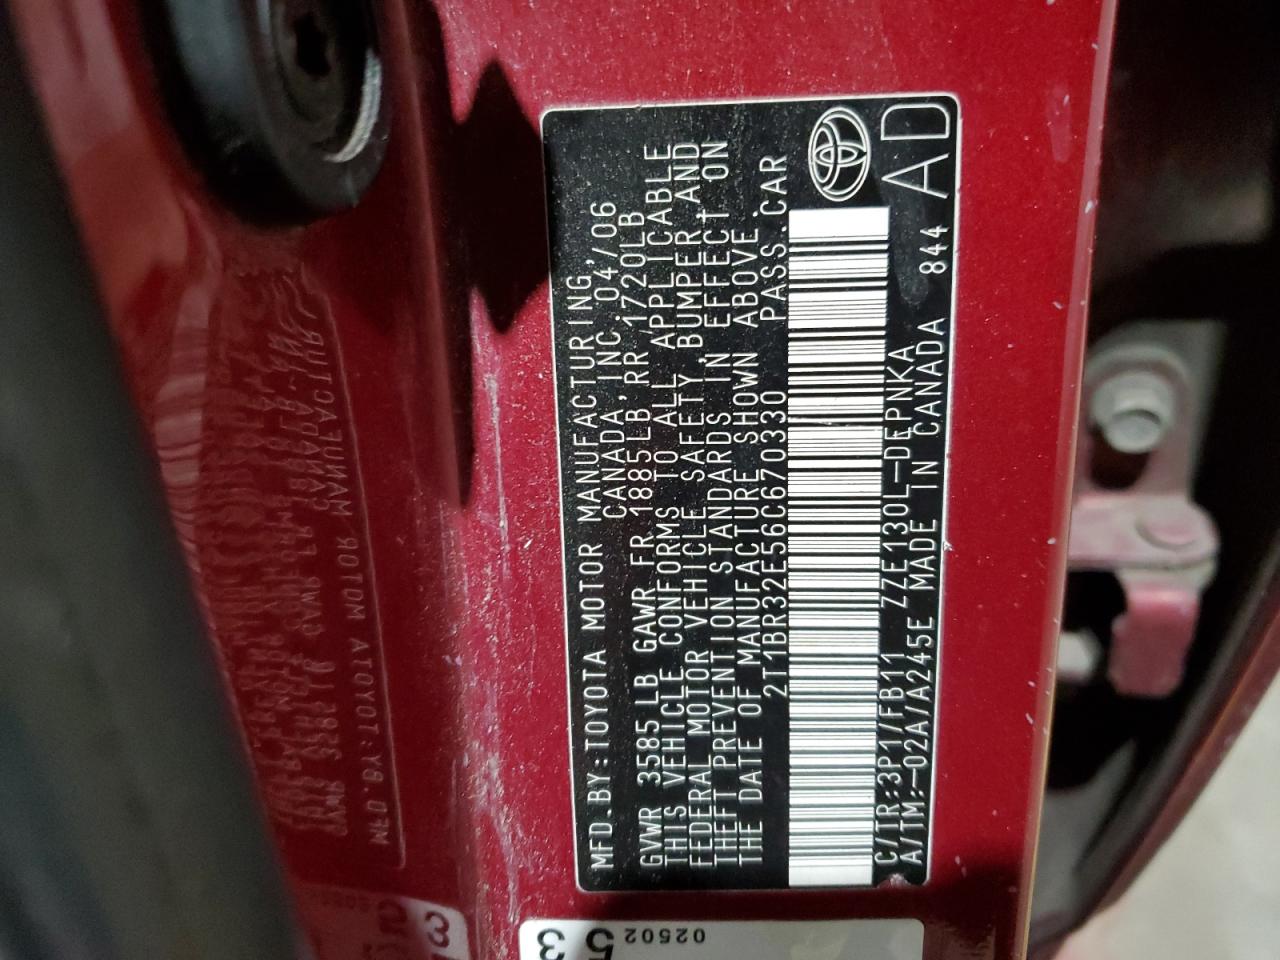 MFD.BY:TOYOTA MOTOR MANUFACTURING,
CANADA,INC. 04/06
GVWR 3585LB GAWR FR 1885LB,RR 1720LB
THIS VEHICLE CONFORMS TO ALL APPLICABLE
FEDERAL MOTOR VEHICLE SAFETY,BUMPER,AND
THEFT PREVENTION STANDARDS IN EFFECT ON
THE DATE OF MANUFACTURE SHOWN ABOVE.
2T1BR32E56C670330 PASS.CAR
C/TR:3P1/FB11 ZZE130L-DEPNKA
A/TM:-02A/A245E MADE IN CANADA 844
AD
02502
53
3